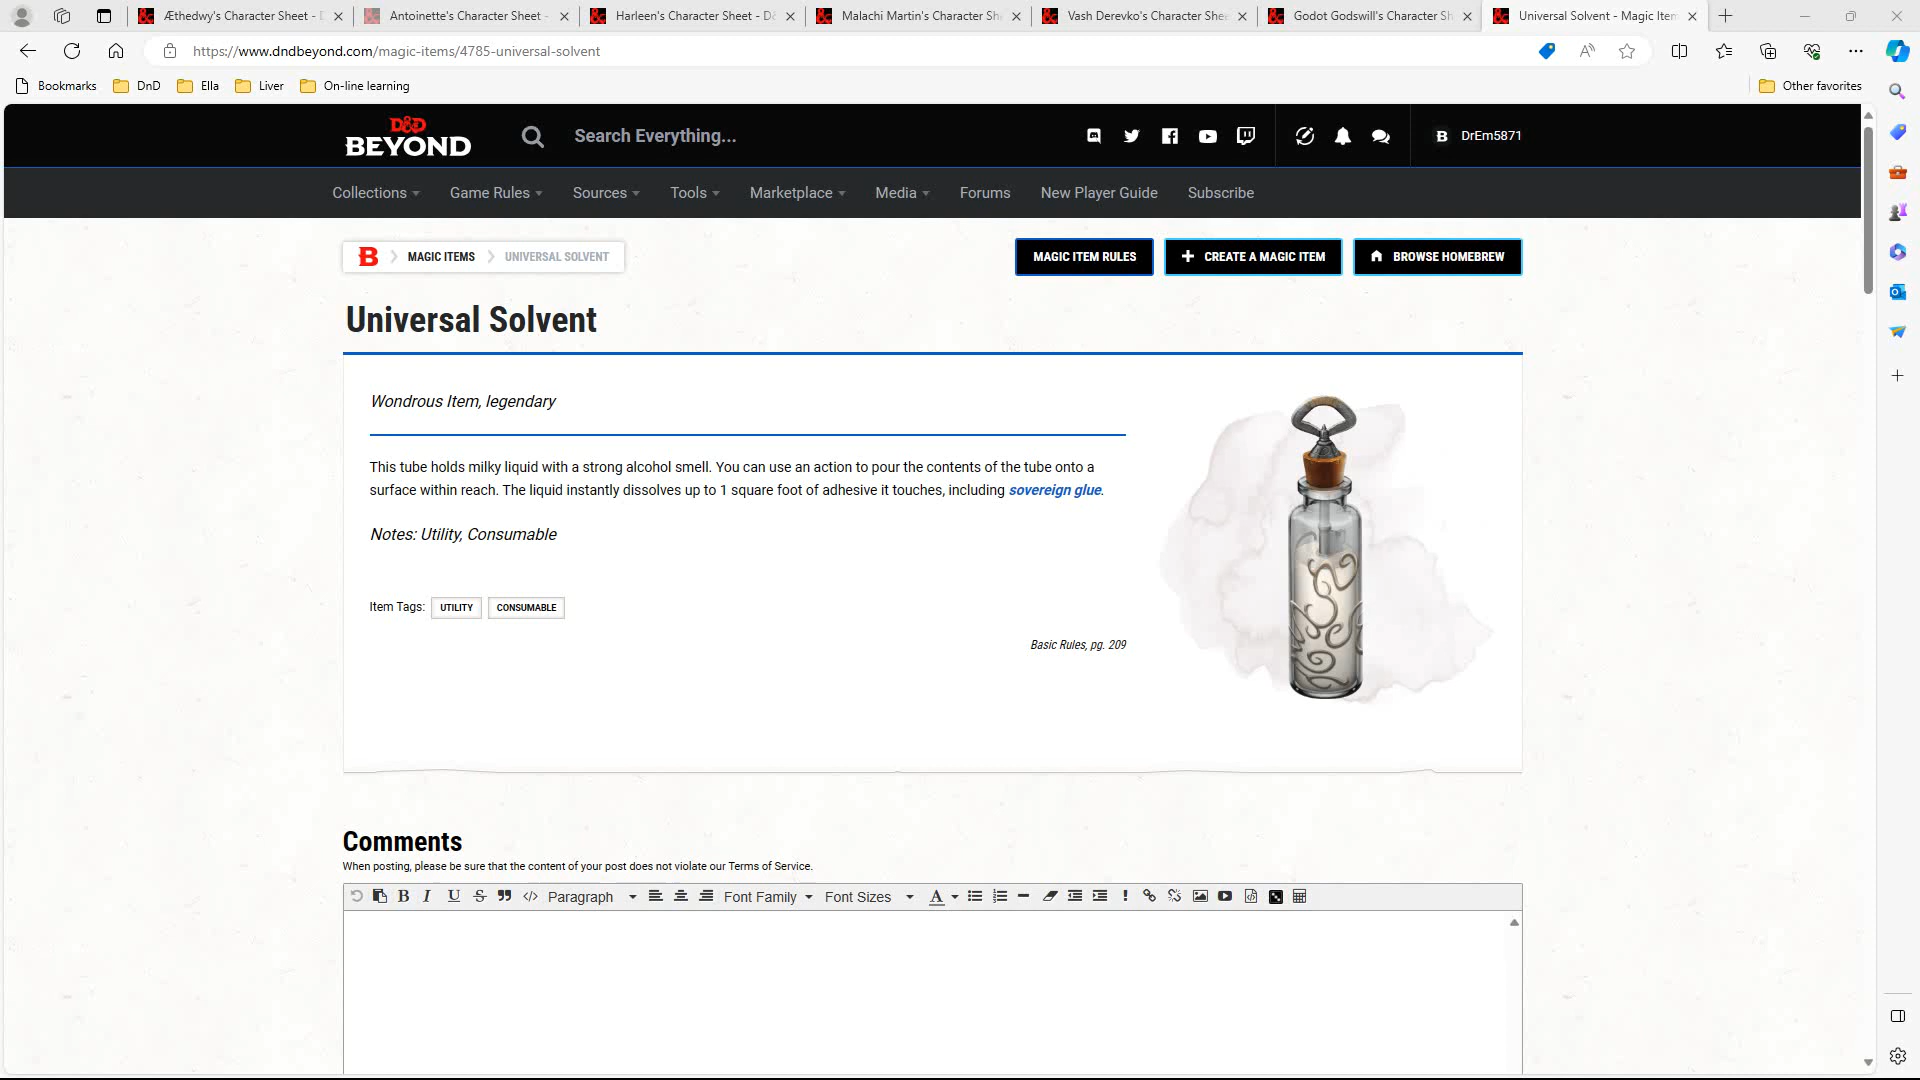 Æthedwy's Character Sheet - D
Antoinette's Character Sheet -
Harleen's Character Sheet - D&
Malachi Martin's Character Sh
Vash Derevko's Character Shee
Godot Godswill's Character Sh
Universal Solvent - Magic Item
https://www.dndbeyond.com/magic-items/4785-universal-solvent
Bookmarks DnD Ella Liver On-line learning Other favorites
D&D BEYOND
Search Everything...
B DrEm5871
Collections Game Rules Sources Tools Marketplace Media Forums New Player Guide Subscribe
B MAGIC ITEMS UNIVERSAL SOLVENT
MAGIC ITEM RULES CREATE A MAGIC ITEM BROWSE HOMEBREW
Universal Solvent
Wondrous Item, legendary
This tube holds milky liquid with a strong alcohol smell. You can use an action to pour the contents of the tube onto a
surface within reach. The liquid instantly dissolves up to 1 square foot of adhesive it touches, including sovereign glue.
Notes: Utility, Consumable
Item Tags: UTILITY CONSUMABLE
Basic Rules, pg. 209
Comments
When posting, please be sure that the content of your post does not violate our Terms of Service.
B I U S Paragraph Font Family Font Sizes A